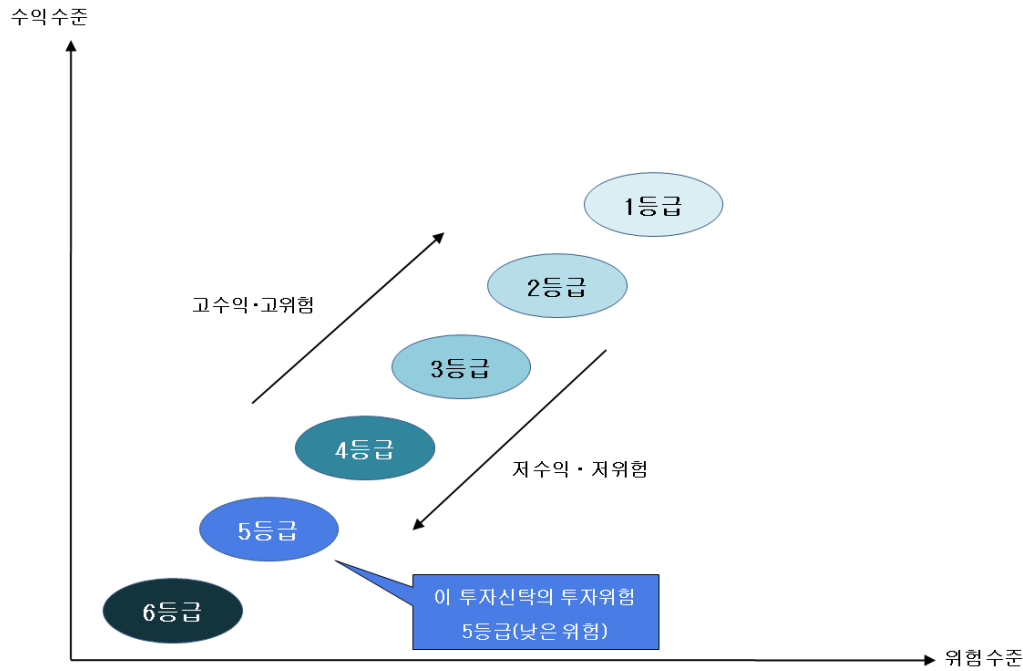 수익수준
1등급
2등급
고수익·고위험
3등급
4등급
저수익 · 저위험
5등급
이 투자신탁의 투자위험
5등급(낮은 위험)
6등급
위험수준